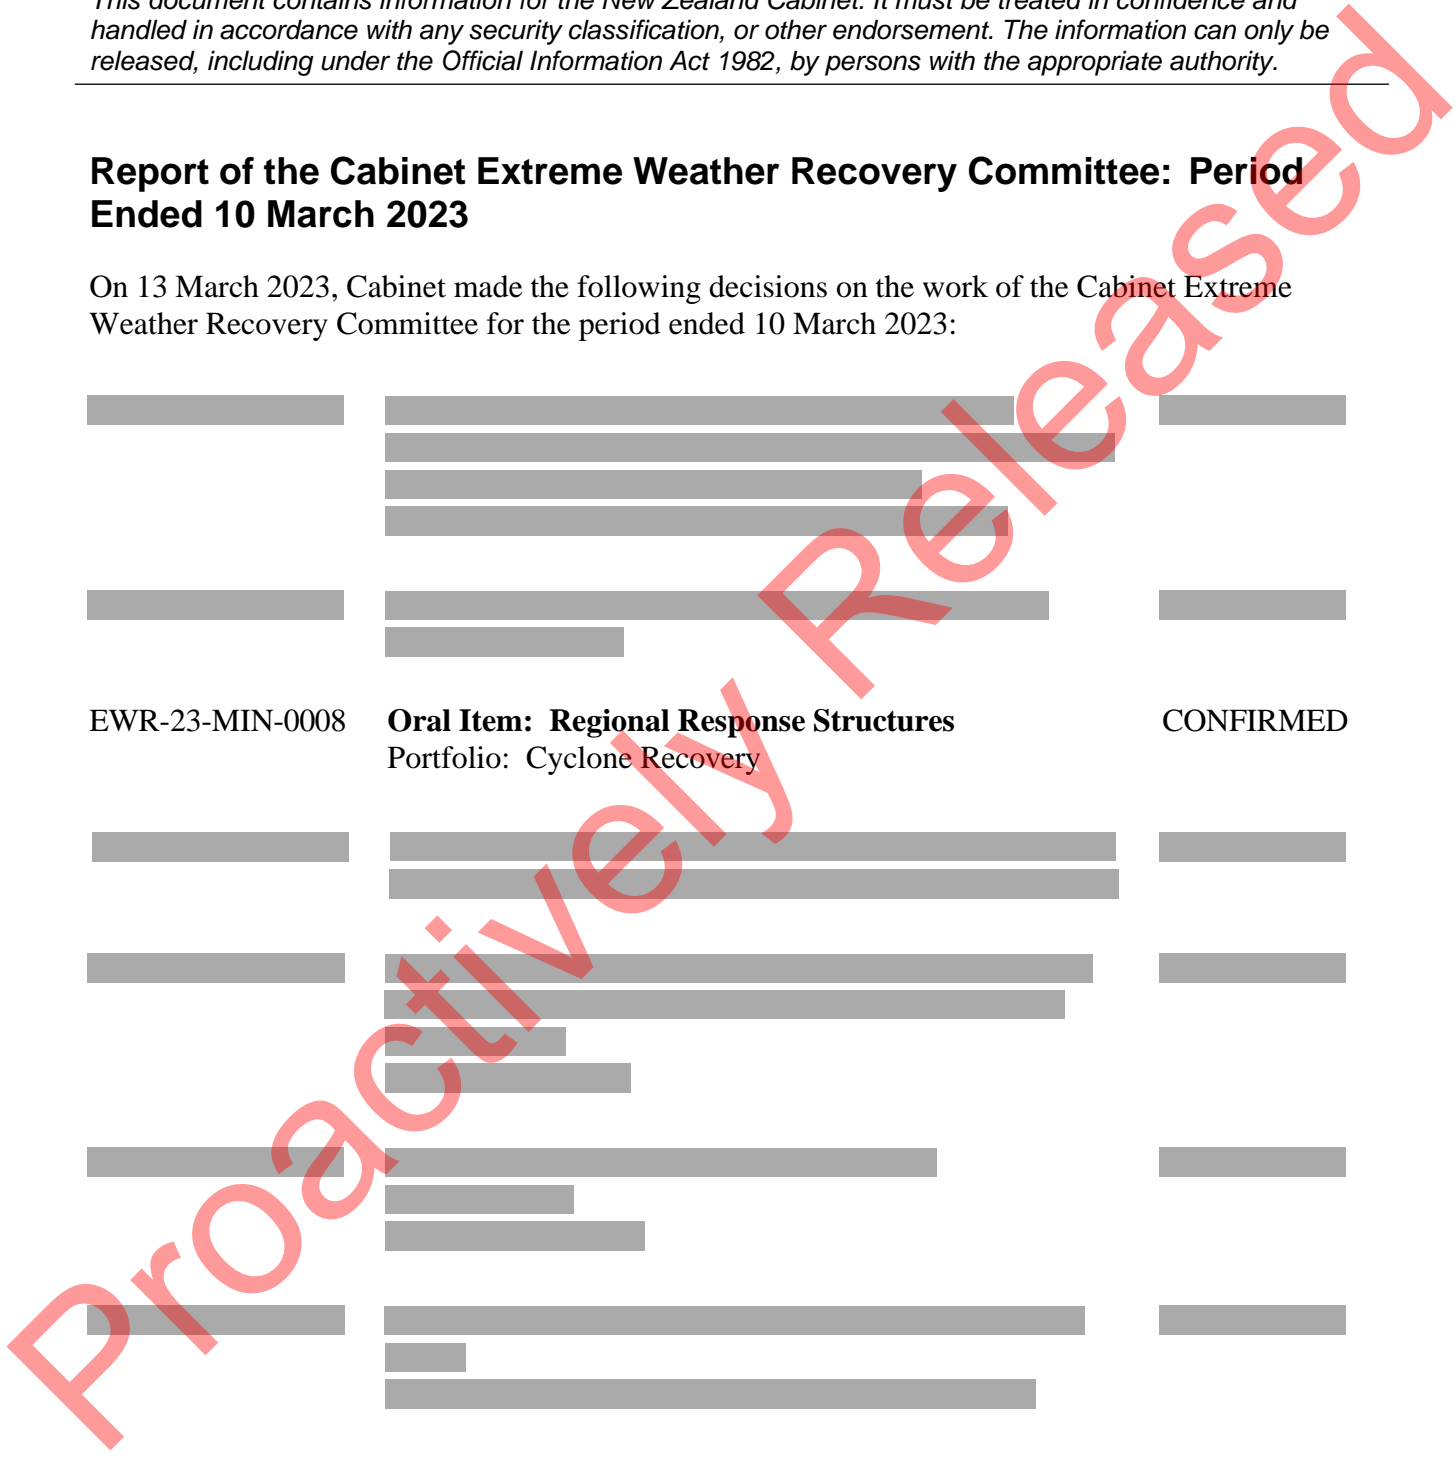 This document contains information for the New Zealand Cabinet. It must be treated in confidence and
handled in accordance with any security classification, or other endorsement. The information can only be
released, including under the Official Information Act 1982, by persons with the appropriate authority.
Report of the Cabinet Extreme Weather Recovery Committee: Period
Ended 10 March 2023
On 13 March 2023, Cabinet made the following decisions on the work of the Cabinet Extreme
Weather Recovery Committee for the period ended 10 March 2023:
EWR-23-MIN-0008 Oral Item: Regional Response Structures CONFIRMED
Portfolio: Cyclone Recovery
Proactively Released